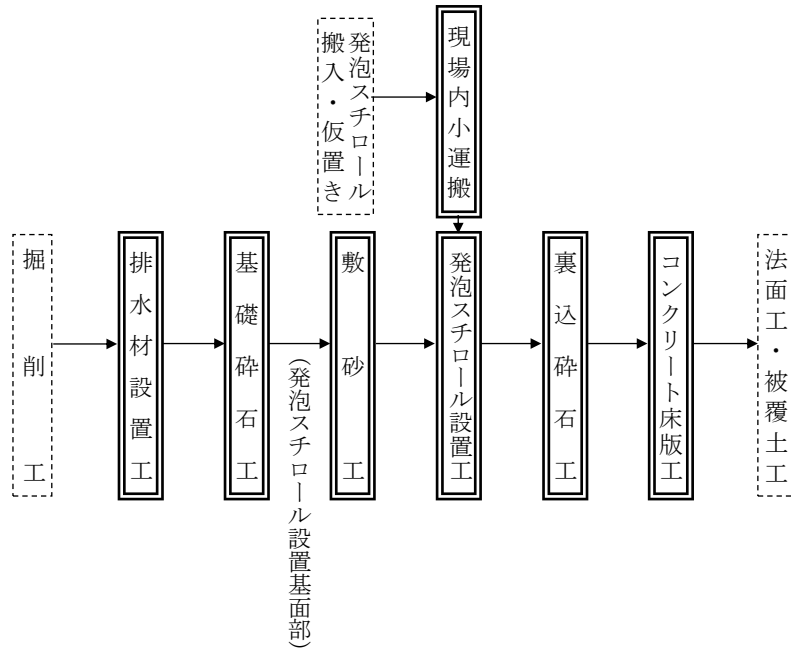 発泡スチロール
搬入・仮置き
現場内小運搬
掘削工
排水材設置工
基礎砕石工
(発泡スチロール設置基面部)
敷砂工
発泡スチロール設置工
裏込砕石工
コンクリート床版工
法面工・被覆土工